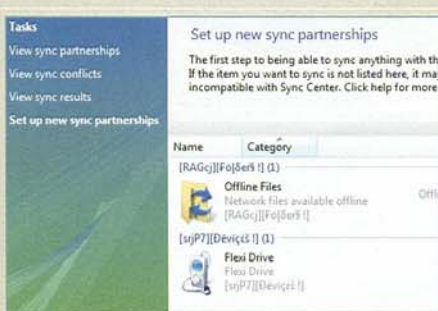 Tasks
View sync partnerships
View sync conflicts
View sync results
Set up new sync partnerships
Set up new sync partnerships
The first step to being able to sync anything with th
If the item you want to sync is not listed here, it may
incompatible with Sync Center. Click help for more
Name Category
(1)
Offline Files
Network files available offline
Offli
(1)
Flexi Drive
Flexi Drive